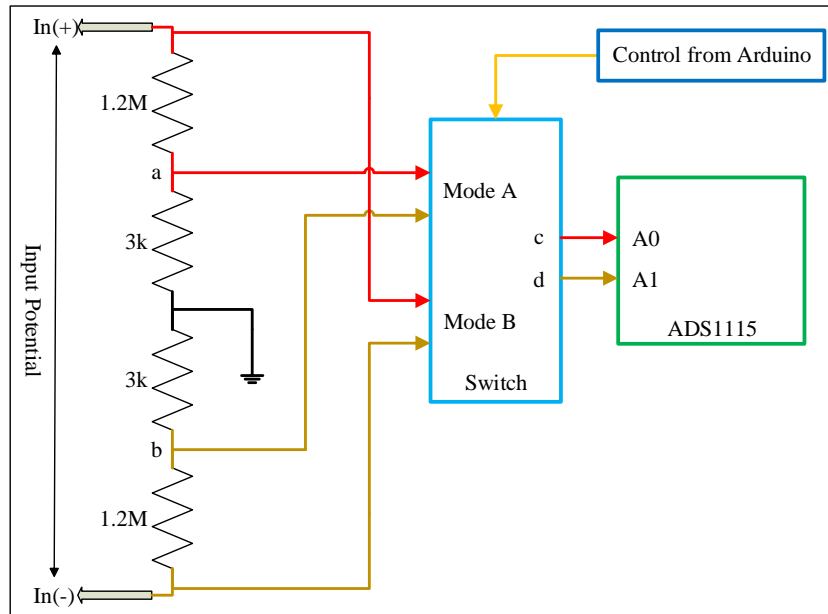 In(+)
Control from Arduino
1.2M
a
Mode A
3k
c
A0
d
A1
Input Potential
Mode B
ADS1115
Switch
3k
b
1.2M
In(-)